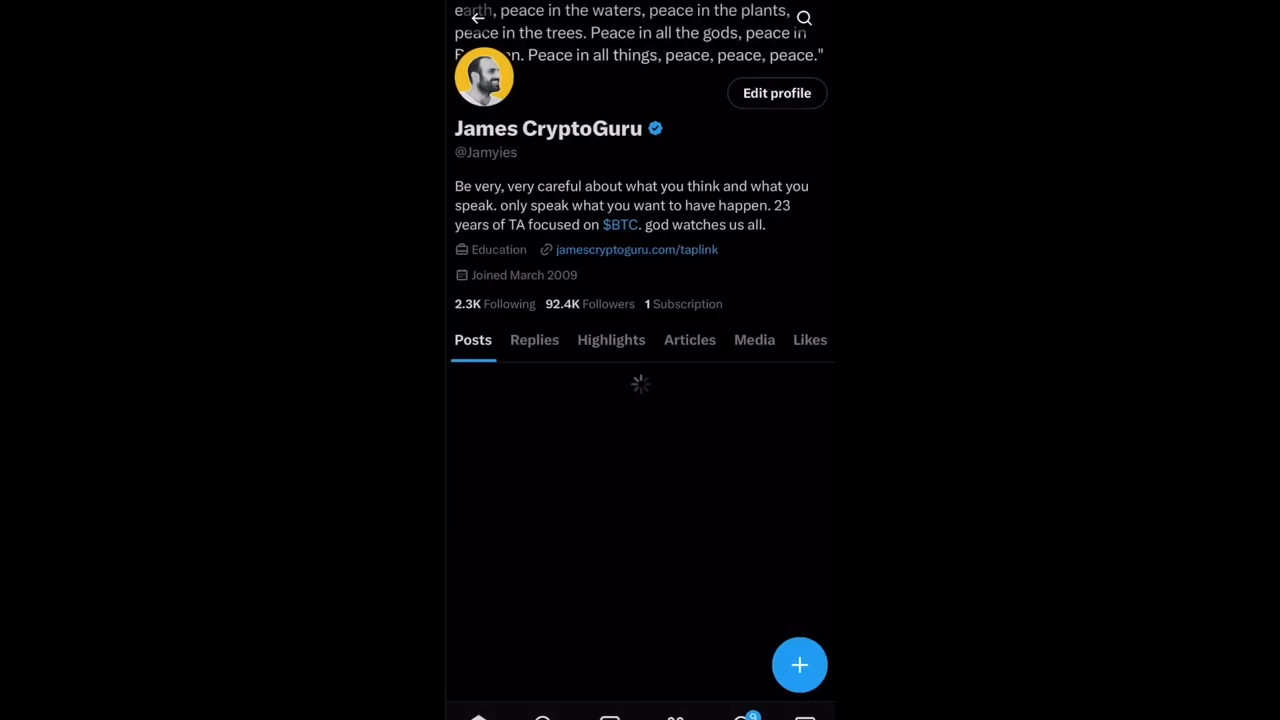 earth, peace in the waters, peace in the plants,
peace in the trees. Peace in all the gods, peace in
n. Peace in all things, peace, peace, peace."
Edit profile
James CryptoGuru
@Jamyies
Be very, very careful about what you think and what you
speak. only speak what you want to have happen. 23
years of TA focused on $BTC. god watches us all.
Education jamescryptoguru.com/taplink
Joined March 2009
2.3K Following 92.4K Followers 1 Subscription
Posts Replies Highlights Articles Media Likes
9